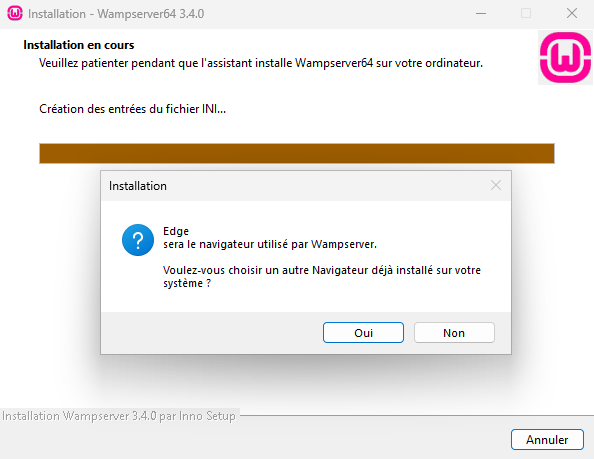 Installation - Wampserver64 3.4.0
Installation en cours
Veuillez patienter pendant que l'assistant installe Wampserver64 sur votre ordinateur.
Création des entrées du fichier INI...
Installation
Edge
sera le navigateur utilisé par Wampserver.
Voulez-vous choisir un autre Navigateur déjà installé sur votre
système ?
Oui
Non
Installation Wampserver 3.4.0 par Inno Setup
Annuler